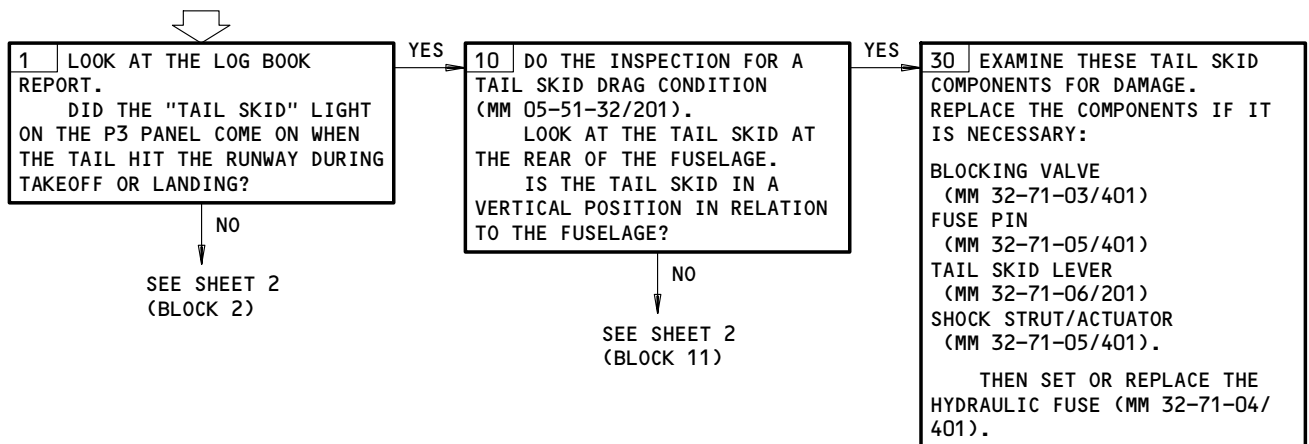 1 LOOK AT THE LOG BOOK
REPORT.
DID THE "TAIL SKID" LIGHT
ON THE P3 PANEL COME ON WHEN
THE TAIL HIT THE RUNWAY DURING
TAKEOFF OR LANDING?
YES
NO
SEE SHEET 2
(BLOCK 2)
10 DO THE INSPECTION FOR A
TAIL SKID DRAG CONDITION
(MM 05-51-32/201).
LOOK AT THE TAIL SKID AT
THE REAR OF THE FUSELAGE.
IS THE TAIL SKID IN A
VERTICAL POSITION IN RELATION
TO THE FUSELAGE?
YES
NO
SEE SHEET 2
(BLOCK 11)
30 EXAMINE THESE TAIL SKID
COMPONENTS FOR DAMAGE.
REPLACE THE COMPONENTS IF IT
IS NECESSARY:
BLOCKING VALVE
(MM 32-71-03/401)
FUSE PIN
(MM 32-71-05/401)
TAIL SKID LEVER
(MM 32-71-06/201)
SHOCK STRUT/ACTUATOR
(MM 32-71-05/401).
THEN SET OR REPLACE THE
HYDRAULIC FUSE (MM 32-71-04/
401).